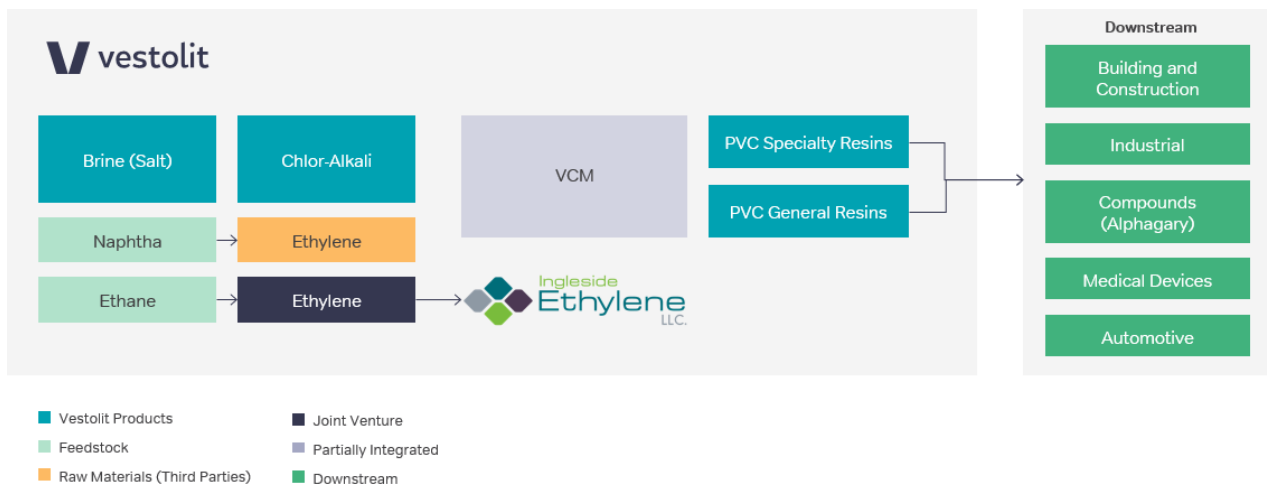 vestolit
Brine (Salt)
Chlor-Alkali
VCM
PVC Specialty Resins
PVC General Resins
Naphtha
Ethylene
Ethane
Ethylene
Ingleside
Ethylene
LLC.
Downstream
Building and
Construction
Industrial
Compounds
(Alphagary)
Medical Devices
Automotive
Vestolit Products
Feedstock
Raw Materials (Third Parties)
Joint Venture
Partially Integrated
Downstream